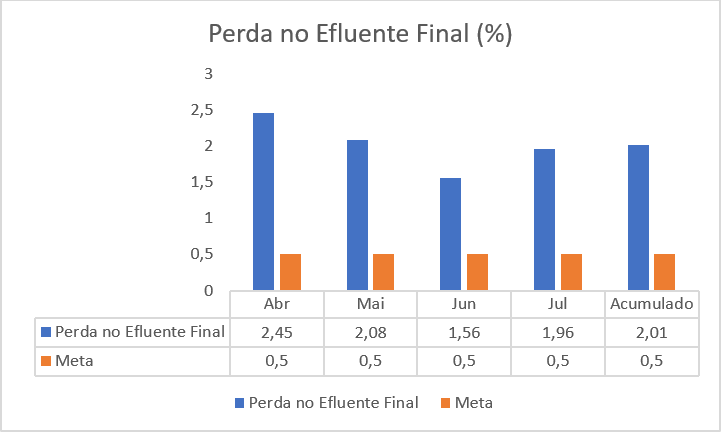 Perda no Efluente Final (%)
3
2,5
2
1,5
1
0,5
0
Abr Mai Jun Jul Acumulado
Perda no Efluente Final 2,45 2,08 1,56 1,96 2,01
Meta 0,5 0,5 0,5 0,5 0,5
Perda no Efluente Final Meta